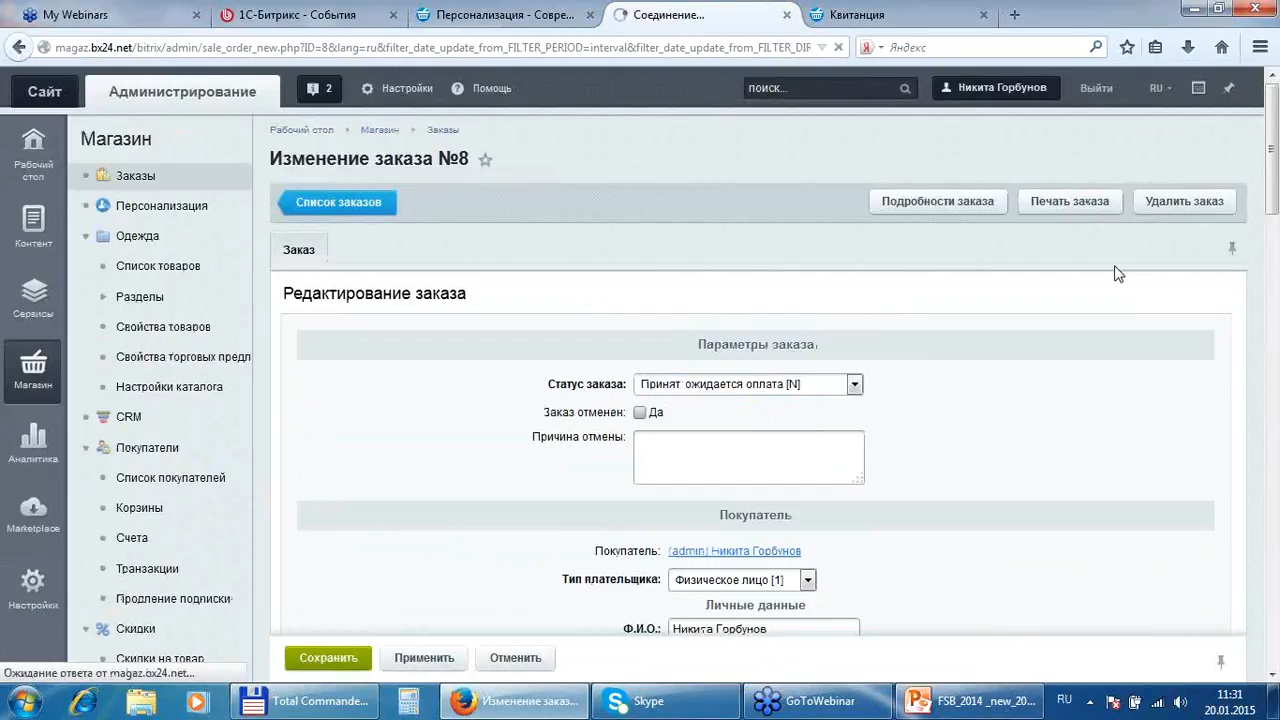 My Webinars
1С-Битрикс - События
Персонализация - Совре...
Соединение...
Квитанция
magaz.bx24.net/bitrix/admin/sale_order_new.php?ID=8&lang=ru&filter_date_update_from_FILTER_PERIOD=interval&filter_date_update_from_FILTER_DIR
Яндекс
Сайт
Администрирование
2
Настройки
Помощь
поиск...
Никита Горбунов
Выйти
RU
Рабочий стол
Контент
Сервисы
Магазин
Аналитика
Marketplace
Настройки
Магазин
Заказы
Персонализация
Одежда
Список товаров
Разделы
Свойства товаров
Свойства торговых предл
Настройки каталога
CRM
Покупатели
Список покупателей
Корзины
Счета
Транзакции
Продление подписки
Скидки
Скидки на товар
Рабочий стол
Магазин
Заказы
Изменение заказа №8
Список заказов
Подробности заказа
Печать заказа
Удалить заказ
Заказ
Редактирование заказа
Параметры заказа
Статус заказа: Принят ожидается оплата [N]
Заказ отменен: Да
Причина отмены:
Покупатель
Покупатель: (admin) Никита Горбунов
Тип плательщика: Физическое лицо [1]
Личные данные
Ф.И.О.: Никита Горбунов
Сохранить
Применить
Отменить
Ожидание ответа от magaz.bx24.net...
Total Commande...
Изменение заказ...
Skype
GoToWebinar
FSB_2014 _new_20...
RU
11:31
20.01.2015